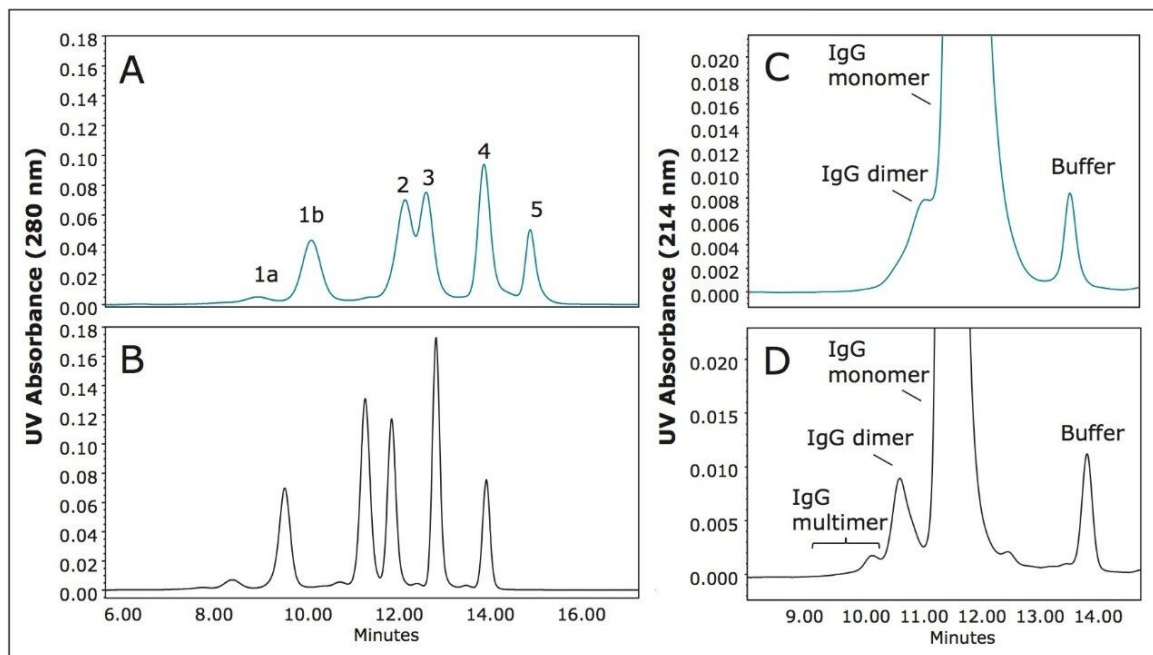 A
UV Absorbance (280 nm)
0.18
0.16
0.14
0.12
0.10
0.08
0.06
0.04
0.02
0.00
1a
1b
2
3
4
5
B
0.18
0.16
0.14
0.12
0.10
0.08
0.06
0.04
0.02
0.00
6.00 8.00 10.00 12.00 14.00 16.00
Minutes
C
UV Absorbance (214 nm)
0.020
0.018
0.016
0.014
0.012
0.010
0.008
0.006
0.004
0.002
0.000
IgG
monomer
IgG dimer
Buffer
D
0.020
0.015
0.010
0.005
0.000
IgG
monomer
IgG dimer
IgG
multimer
Buffer
9.00 10.00 11.00 12.00 13.00 14.00
Minutes